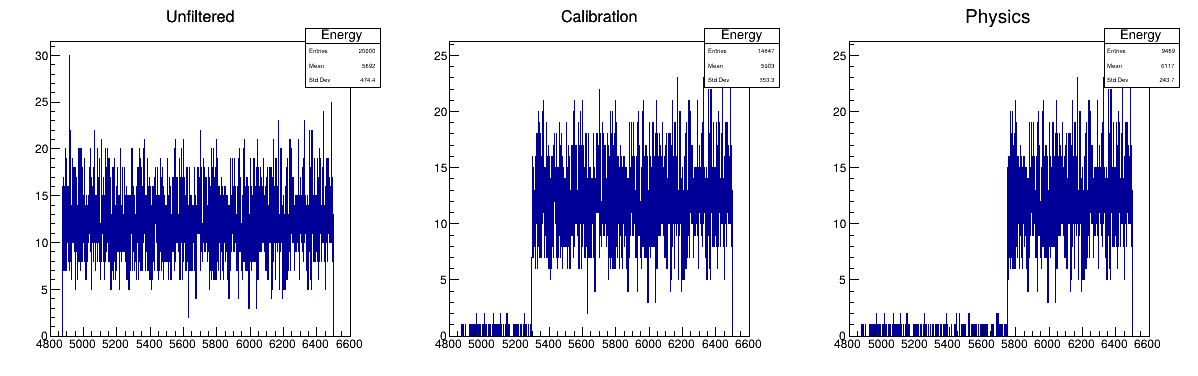 Unfiltered
Energy
Entries 20000
Mean 5692
Std Dev 474.4
30
25
20
15
10
5
0
4800 5000 5200 5400 5600 5800 6000 6200 6400 6600
Calibration
Energy
Entries 14847
Mean 5903
Std Dev 353.3
25
20
15
10
5
0
4800 5000 5200 5400 5600 5800 6000 6200 6400 6600
Physics
Energy
Entries 9469
Mean 6117
Std Dev 243.7
25
20
15
10
5
0
4800 5000 5200 5400 5600 5800 6000 6200 6400 6600